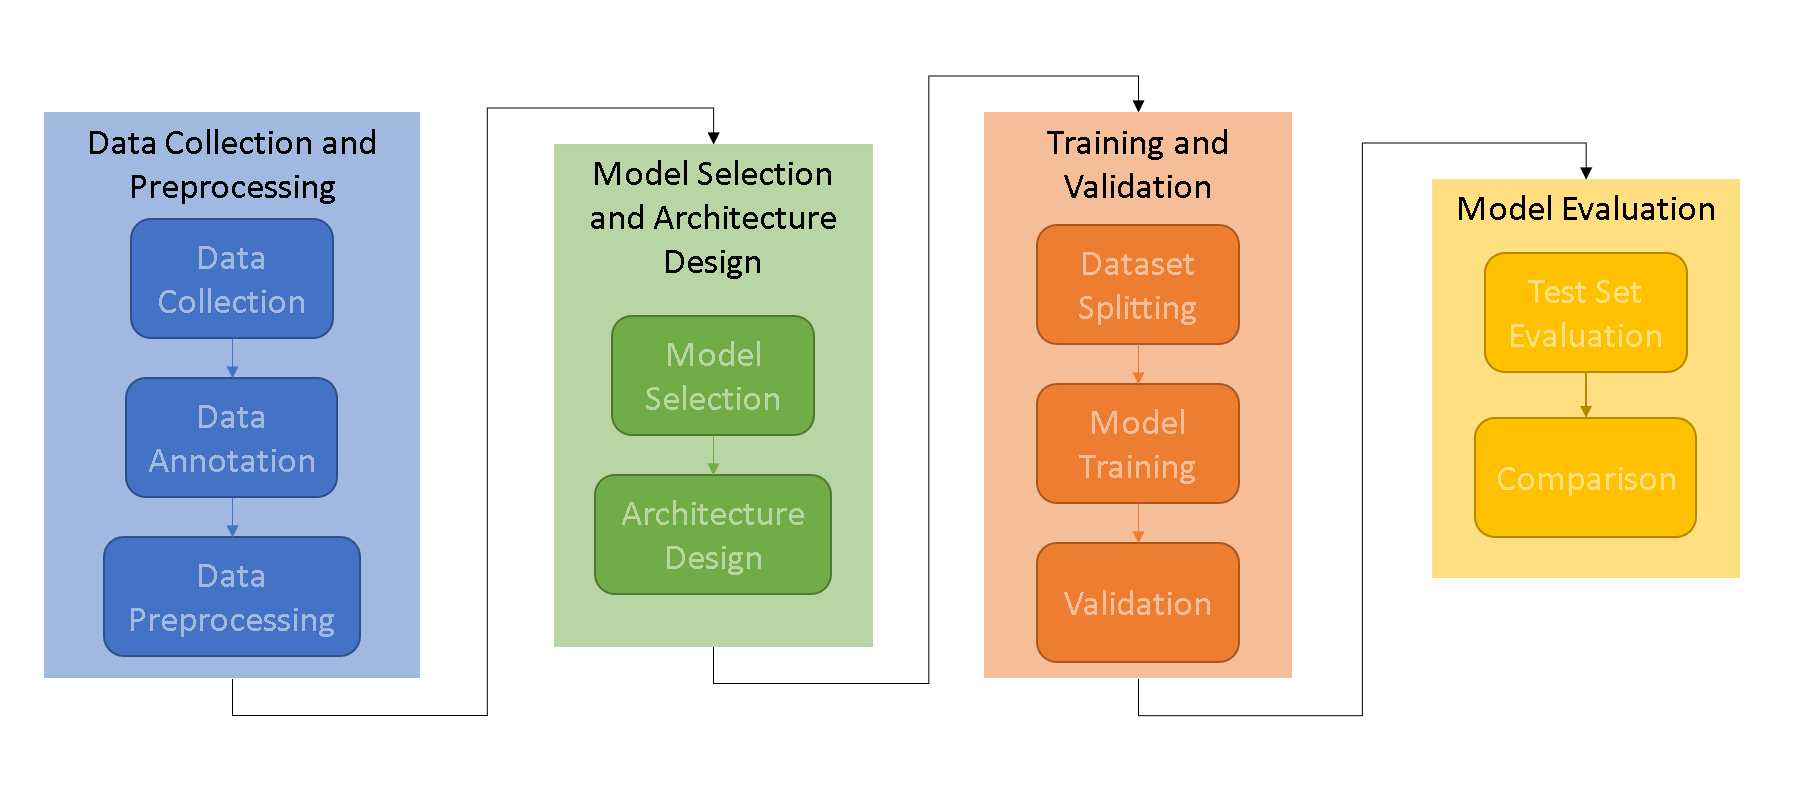 Data Collection and
Preprocessing
Data
Collection
Data
Annotation
Data
Preprocessing
Model Selection
and Architecture
Design
Model
Selection
Architecture
Design
Training and
Validation
Dataset
Splitting
Model
Training
Validation
Model Evaluation
Test Set
Evaluation
Comparison